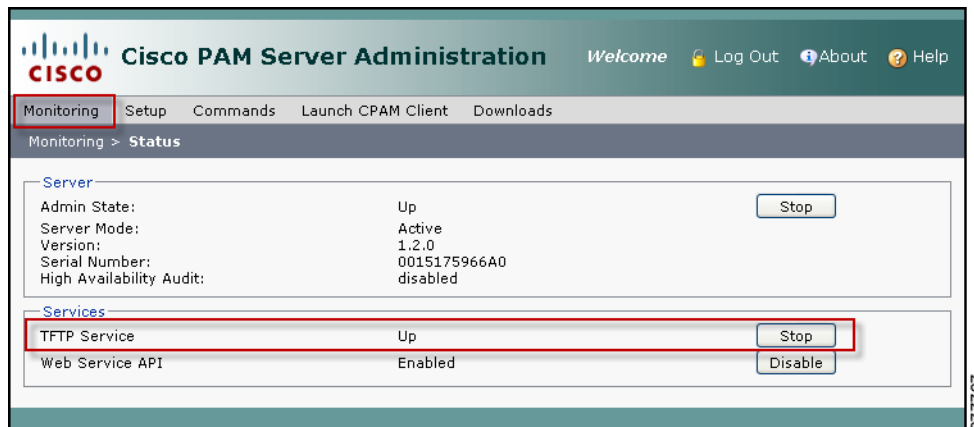 CISCO Cisco PAM Server Administration Welcome Log Out About Help
Monitoring Setup Commands Launch CPAM Client Downloads
Monitoring > Status
Server
Admin State: Up Stop
Server Mode: Active
Version: 1.2.0
Serial Number: 0015175966A0
High Availability Audit: disabled
Services
TFTP Service Up Stop
Web Service API Enabled Disable